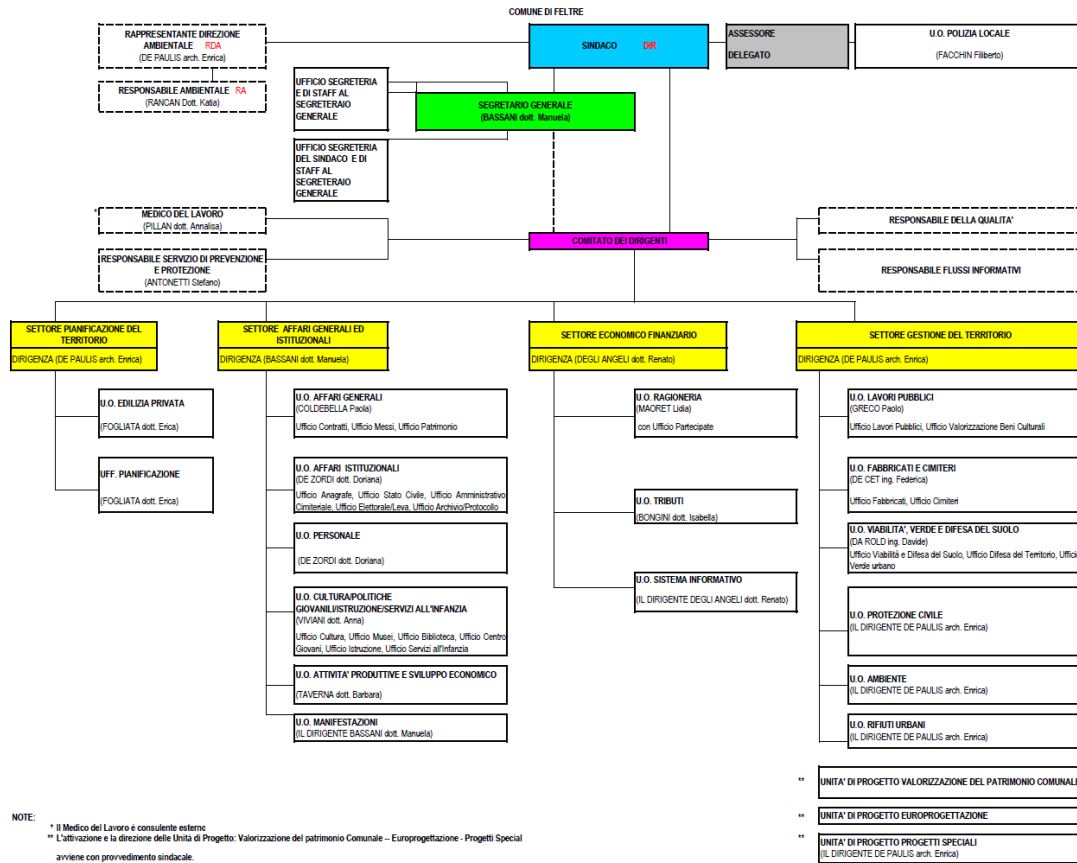 COMUNE DI FELTRE
RAPPRESENTANTE DIREZIONE
AMBIENTALE RDA
(DE PAULIS arch. Enrica)
SINDACO DIR
ASSESSORE
DELEGATO
U.O. POLIZIA LOCALE
(FACCHIN Filiberto)
RESPONSABILE AMBIENTALE RA
(RANCAN Dott. Katia)
UFFICIO SEGRETERIA
E DI STAFF AL
SEGRETERAIO
GENERALE
SEGRETARIO GENERALE
(BASSANI dott. Manuela)
UFFICIO SEGRETERIA
DEL SINDACO E DI
STAFF AL
SEGRETERAIO
GENERALE
* MEDICO DEL LAVORO
(PILLAN dott. Annalisa)
RESPONSABILE SERVIZIO DI PREVENZIONE
E PROTEZIONE
(ANTONETTI Stefano)
COMITATO DEI DIRIGENTI
RESPONSABILE DELLA QUALITA'
RESPONSABILE FLUSSI INFORMATIVI
SETTORE PIANIFICAZIONE DEL
TERRITORIO
DIRIGENZA (DE PAULIS arch. Enrica)
U.O. EDILIZIA PRIVATA
(FOGLIATA dott. Erica)
UFF. PIANIFICAZIONE
(FOGLIATA dott. Erica)
SETTORE AFFARI GENERALI ED
ISTITUZIONALI
DIRIGENZA (BASSANI dott. Manuela)
U.O. AFFARI GENERALI
(COLDEBELLA Paola)
Ufficio Contratti, Ufficio Messi, Ufficio Patrimonio
U.O. AFFARI ISTITUZIONALI
(DE ZORDI dott. Doriana)
Ufficio Anagrafe, Ufficio Stato Civile, Ufficio Amministrativo
Cimiteriale, Ufficio Elettorale/Leva, Ufficio Archivio/Protocollo
U.O. PERSONALE
(DE ZORDI dott. Doriana)
U.O. CULTURA/POLITICHE
GIOVANILI/ISTRUZIONE/SERVIZI ALL'INFANZIA
(VIVIANI dott. Anna)
Ufficio Cultura, Ufficio Musei, Ufficio Biblioteca, Ufficio Centro
Giovani, Ufficio Istruzione, Ufficio Servizi all'Infanzia
U.O. ATTIVITA' PRODUTTIVE E SVILUPPO ECONOMICO
(TAVERNA dott. Barbara)
U.O. MANIFESTAZIONI
(IL DIRIGENTE BASSANI dott. Manuela)
SETTORE ECONOMICO FINANZIARIO
DIRIGENZA (DEGLI ANGELI dott. Renato)
U.O. RAGIONERIA
(MAORET Lidia)
con Ufficio Partecipate
U.O. TRIBUTI
(BONGINI dott. Isabella)
U.O. SISTEMA INFORMATIVO
(IL DIRIGENTE DEGLI ANGELI dott. Renato)
SETTORE GESTIONE DEL TERRITORIO
DIRIGENZA (DE PAULIS arch. Enrica)
U.O. LAVORI PUBBLICI
(GRECO Paolo)
Ufficio Lavori Pubblici, Ufficio Valorizzazione Beni Culturali
U.O. FABBRICATI E CIMITERI
(DE CET ing. Federica)
Ufficio Fabbricati, Ufficio Cimiteri
U.O. VIABILITA', VERDE E DIFESA DEL SUOLO
(DA ROLD ing. Davide)
Ufficio Viabilità e Difesa del Suolo, Ufficio Difesa del Territorio, Ufficio
Verde urbano
U.O. PROTEZIONE CIVILE
(IL DIRIGENTE DE PAULIS arch. Enrica)
U.O. AMBIENTE
(IL DIRIGENTE DE PAULIS arch. Enrica)
U.O. RIFIUTI URBANI
(IL DIRIGENTE DE PAULIS arch. Enrica)
** UNITA' DI PROGETTO VALORIZZAZIONE DEL PATRIMONIO COMUNALE
** UNITA' DI PROGETTO EUROPROGETTAZIONE
** UNITA' DI PROGETTO PROGETTI SPECIALI
(IL DIRIGENTE DE PAULIS arch. Enrica)
NOTE:
* Il Medico del Lavoro è consulente esterno
** L'attivazione e la direzione delle Unità di Progetto: Valorizzazione del patrimonio Comunale -- Europrogettazione - Progetti Special
avviene con provvedimento sindacale.